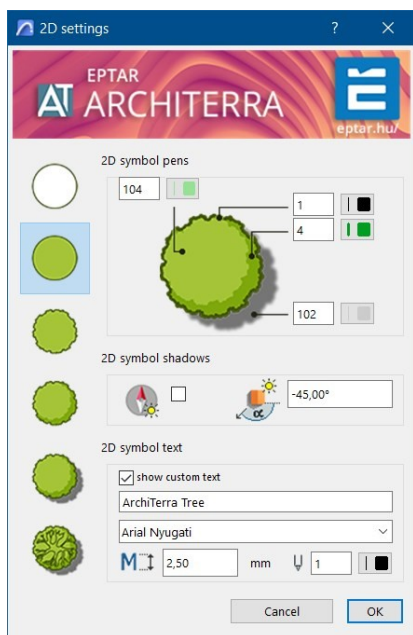 2D settings ?
EPTAR
AT ARCHITERRA
eptar.hu/
2D symbol pens
104
1
4
102
2D symbol shadows
α
-45,00°
2D symbol text
show custom text
ArchiTerra Tree
Arial Nyugati
M 2,50 mm 1
Cancel OK